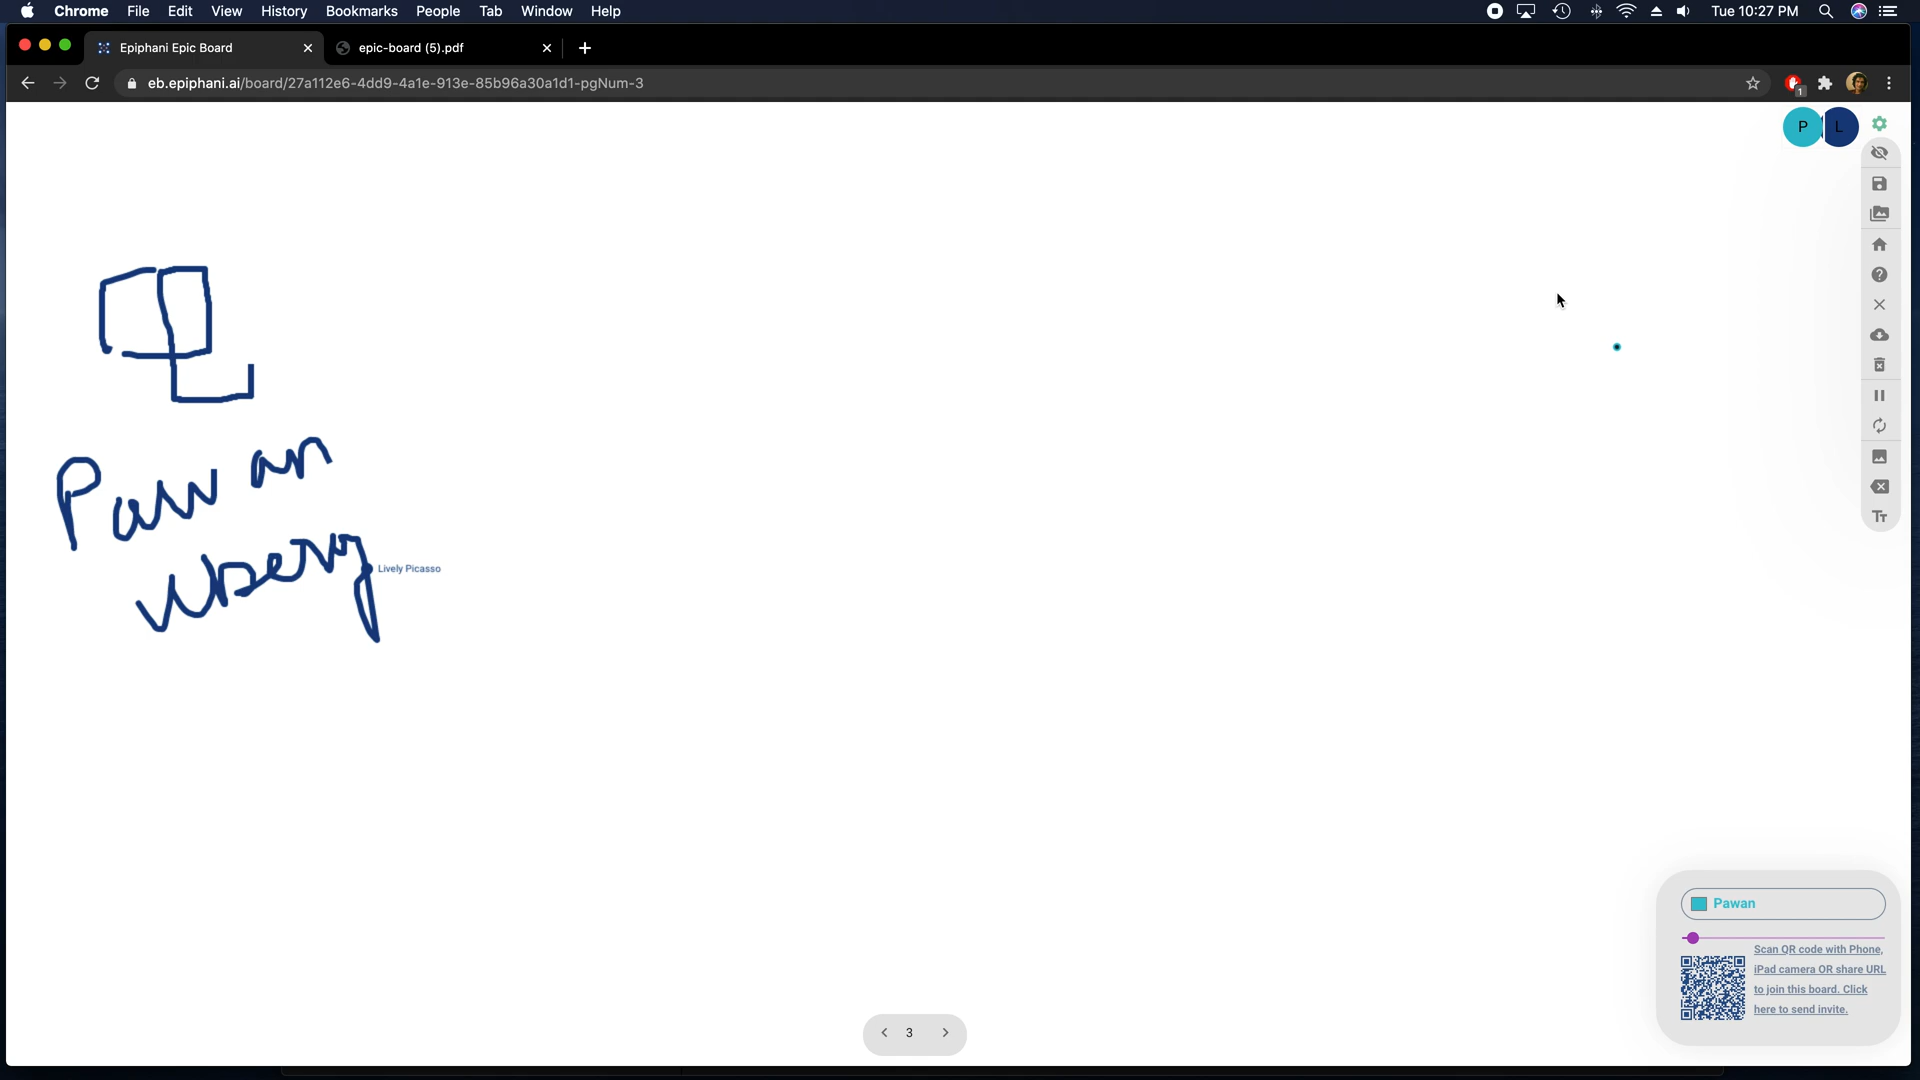 Chrome File Edit View History Bookmarks People Tab Window Help
Tue 10:27 PM
Epiphani Epic Board
epic-board (5).pdf
eb.epiphani.ai/board/27a112e6-4dd9-4a1e-913e-85b96a30a1d1-pgNum-3
1
P L
Pawan
Lively Picasso
Tт
Pawan
Scan QR code with Phone,
iPad camera OR share URL
to join this board. Click
here to send invite.
3